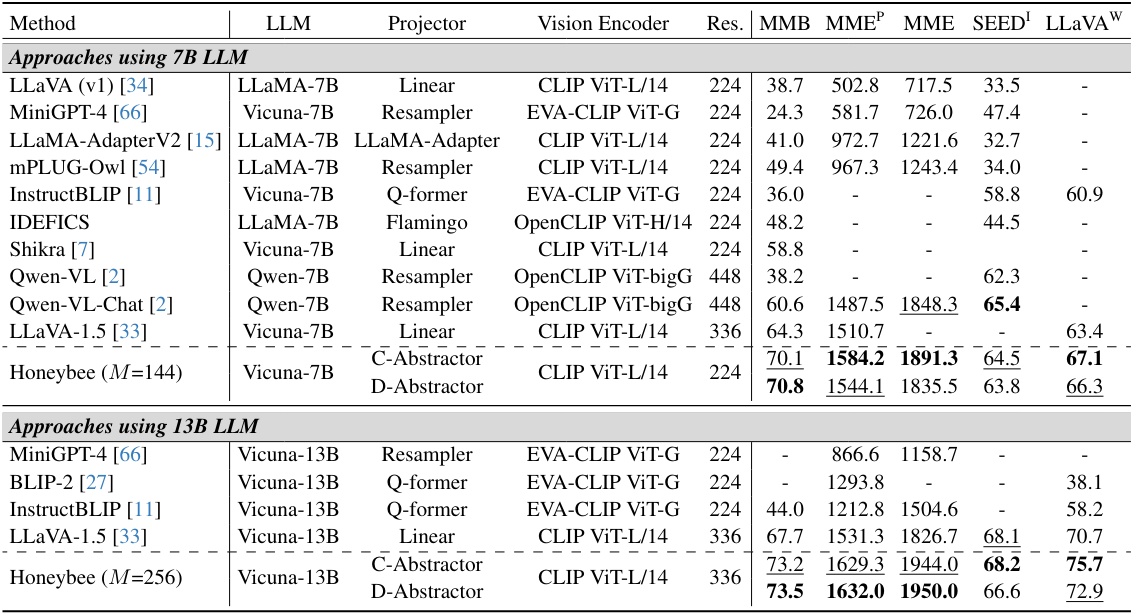 Method LLM Projector Vision Encoder Res. MMB MME^P MME SEED^I LLaVA^W
Approaches using 7B LLM
LLaVA (v1) [34] LLaMA-7B Linear CLIP ViT-L/14 224 38.7 502.8 717.5 33.5 -
MiniGPT-4 [66] Vicuna-7B Resampler EVA-CLIP ViT-G 224 24.3 581.7 726.0 47.4 -
LLaMA-AdapterV2 [15] LLaMA-7B LLaMA-Adapter CLIP ViT-L/14 224 41.0 972.7 1221.6 32.7 -
mPLUG-Owl [54] LLaMA-7B Resampler CLIP ViT-L/14 224 49.4 967.3 1243.4 34.0 -
InstructBLIP [11] Vicuna-7B Q-former EVA-CLIP ViT-G 224 36.0 - - 58.8 60.9
IDEFICS LLaMA-7B Flamingo OpenCLIP ViT-H/14 224 48.2 - - 44.5 -
Shikra [7] Vicuna-7B Linear CLIP ViT-L/14 224 58.8 - - - -
Qwen-VL [2] Qwen-7B Resampler OpenCLIP ViT-bigG 448 38.2 - - 62.3 -
Qwen-VL-Chat [2] Qwen-7B Resampler OpenCLIP ViT-bigG 448 60.6 1487.5 1848.3 65.4 -
LLaVA-1.5 [33] Vicuna-7B Linear CLIP ViT-L/14 336 64.3 1510.7 - - 63.4
C-Abstractor 70.1 1584.2 1891.3 64.5 67.1
Honeybee (M=144) Vicuna-7B CLIP ViT-L/14 224
D-Abstractor 70.8 1544.1 1835.5 63.8 66.3
Approaches using 13B LLM
MiniGPT-4 [66] Vicuna-13B Resampler EVA-CLIP ViT-G 224 - 866.6 1158.7 - -
BLIP-2 [27] Vicuna-13B Q-former EVA-CLIP ViT-G 224 - 1293.8 - - 38.1
InstructBLIP [11] Vicuna-13B Q-former EVA-CLIP ViT-G 224 44.0 1212.8 1504.6 - 58.2
LLaVA-1.5 [33] Vicuna-13B Linear CLIP ViT-L/14 336 67.7 1531.3 1826.7 68.1 70.7
C-Abstractor 73.2 1629.3 1944.0 68.2 75.7
Honeybee (M=256) Vicuna-13B CLIP ViT-L/14 336
D-Abstractor 73.5 1632.0 1950.0 66.6 72.9